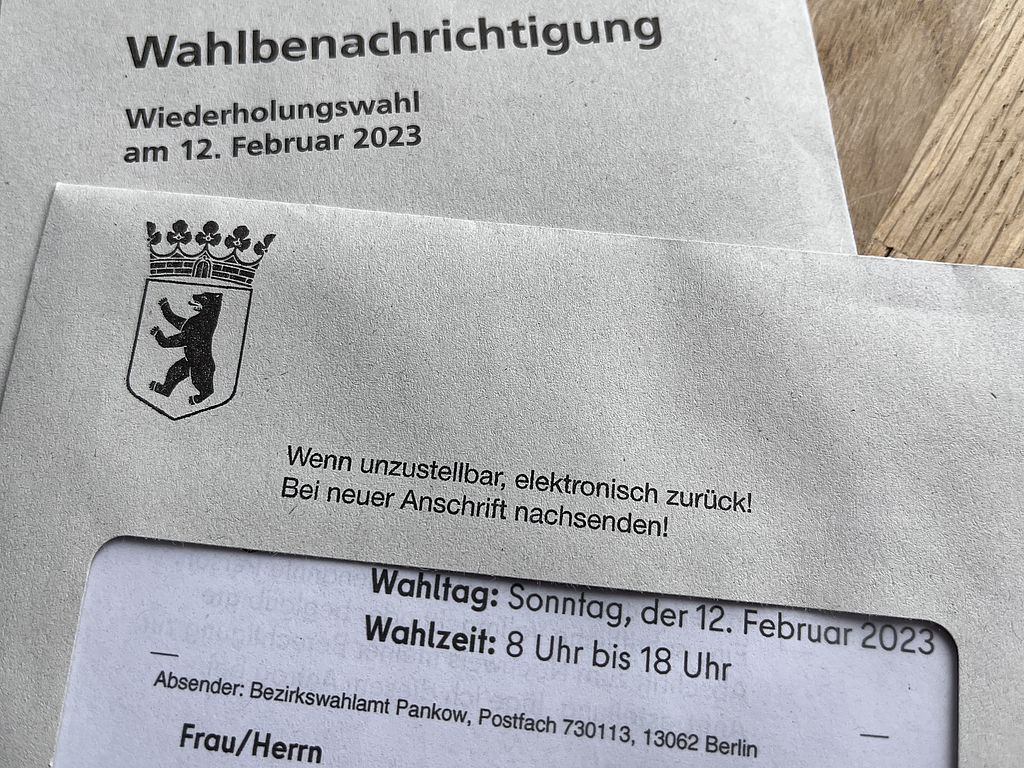 Wahlbenachrichtigung
Wiederholungswahl
am 12. Februar 2023
Wenn unzustellbar, elektronisch zurück!
Bei neuer Anschrift nachsenden!
Wahltag: Sonntag, der 12. Februar 2023
Wahlzeit: 8 Uhr bis 18 Uhr
Absender: Bezirkswahlamt Pankow, Postfach 730113, 13062 Berlin
Frau/Herrn